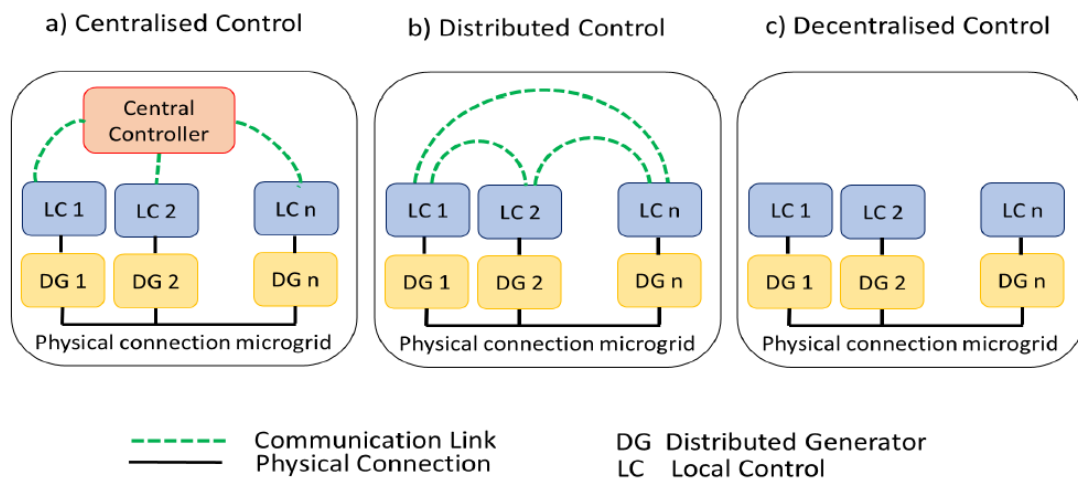 a) Centralised Control
b) Distributed Control
c) Decentralised Control
Central
Controller
LC 1
LC 2
LC n
DG 1
DG 2
DG n
Physical connection microgrid
LC 1
LC 2
LC n
DG 1
DG 2
DG n
Physical connection microgrid
LC 1
LC 2
LC n
DG 1
DG 2
DG n
Physical connection microgrid
Communication Link
Physical Connection
DG Distributed Generator
LC Local Control